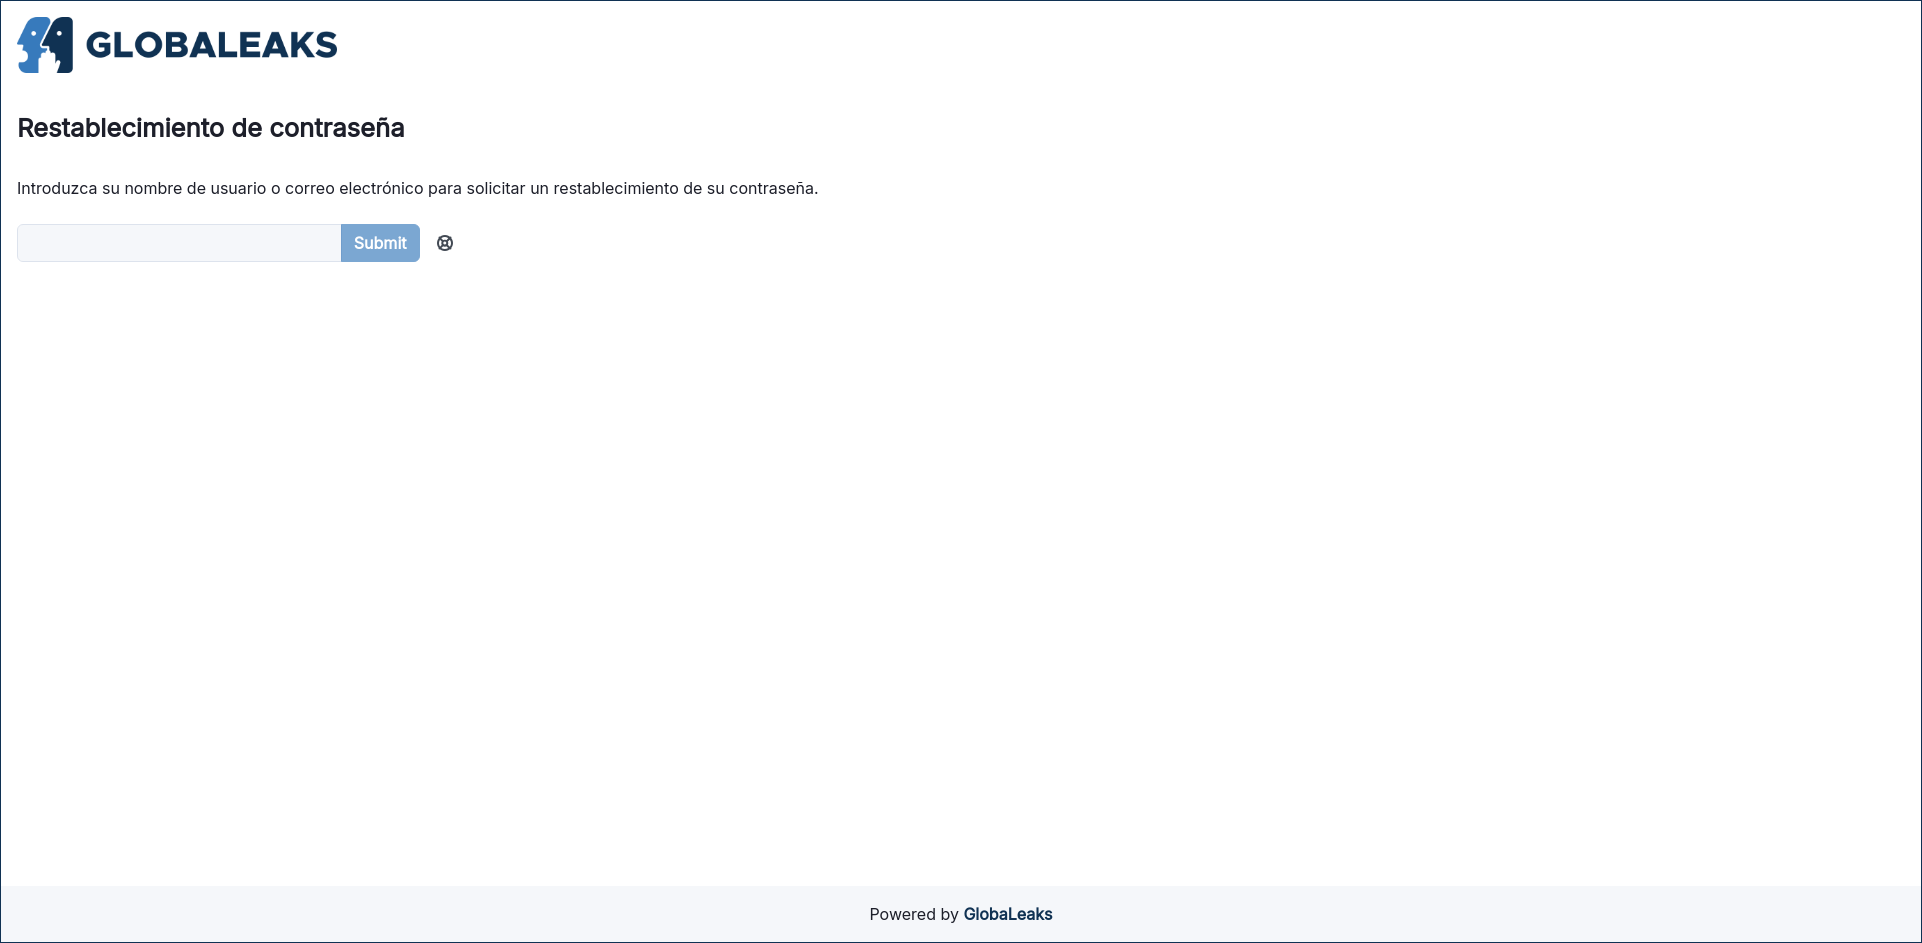 GLOBALEAKS
Restablecimiento de contraseña
Introduzca su nombre de usuario o correo electrónico para solicitar un restablecimiento de su contraseña.
Submit
Powered by GlobaLeaks